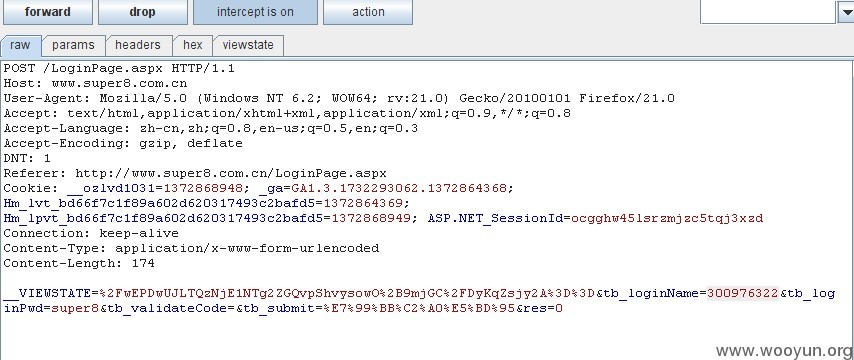 forward drop intercept is on action
raw params headers hex viewstate
POST /LoginPage.aspx HTTP/1.1
Host: www.super8.com.cn
User-Agent: Mozilla/5.0 (Windows NT 6.2; WOW64; rv:21.0) Gecko/20100101 Firefox/21.0
Accept: text/html,application/xhtml+xml,application/xml;q=0.9,*/*;q=0.8
Accept-Language: zh-cn,zh;q=0.8,en-us;q=0.5,en;q=0.3
Accept-Encoding: gzip, deflate
DNT: 1
Referer: http://www.super8.com.cn/LoginPage.aspx
Cookie: __ozlvd1031=1372868948; _ga=GA1.3.1732293062.1372864368;
Hm_lvt_bd66f7c1f89a602d620317493c2bafd5=1372864369;
Hm_lpvt_bd66f7c1f89a602d620317493c2bafd5=1372868949; ASP.NET_SessionId=ocgghw45lsrzmjzc5tqj3xzd
Connection: keep-alive
Content-Type: application/x-www-form-urlencoded
Content-Length: 174
__VIEWSTATE=%2FwEPDwUJLTQzNjE1NTg2ZGQvpShvysowO%2B9mjGC%2FDyKqZsjy2A%3D%3D&tb_loginName=300976322&tb_log
inPwd=super8&tb_validateCode=&tb_submit=%E7%99%BB%C2%A0%E5%BD%95&res=0
www.wooyun.org